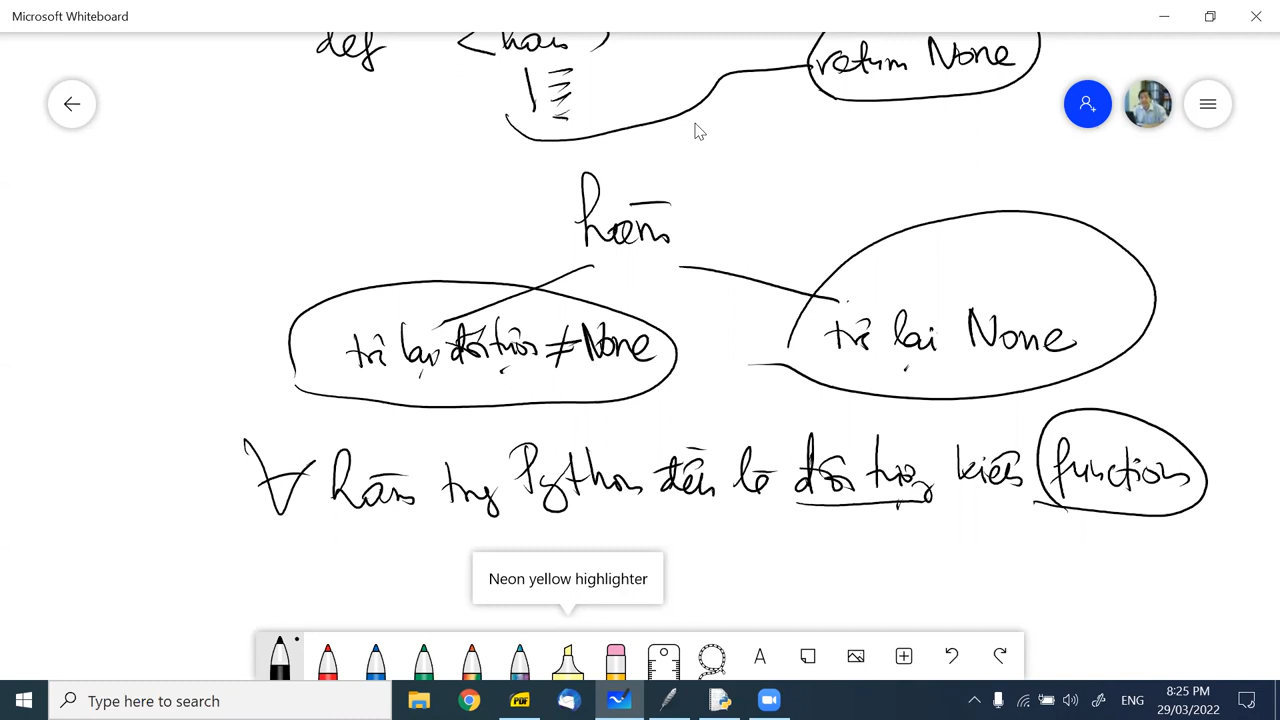 Microsoft Whiteboard
def <hàm )
return None
hàm
trả lại đối tượng ≠ None
trả lại None
∀ hàm trong Python đều là đối tượng kiểu function
Neon yellow highlighter
A
Type here to search
PDF
ENG
8:25 PM
29/03/2022